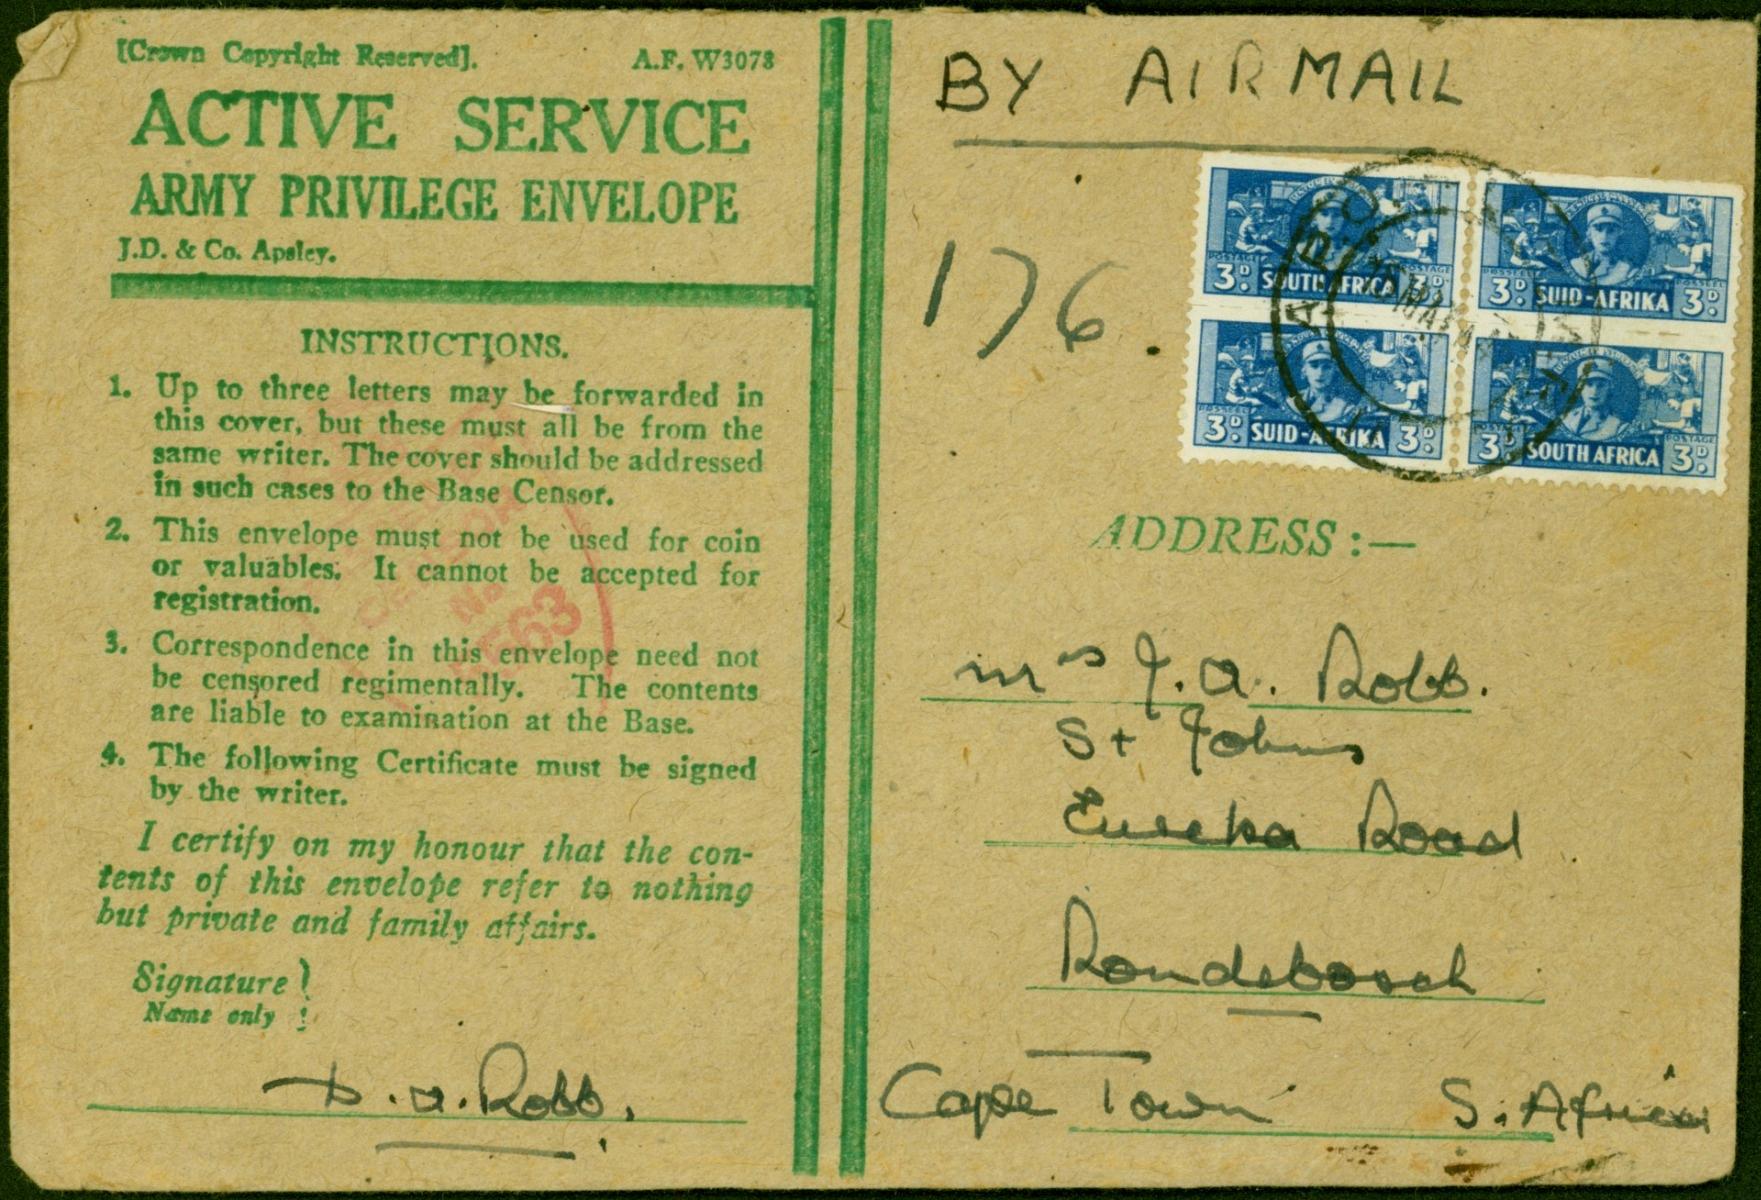 [Crown Copyright Reserved]. A.F. W3078
ACTIVE SERVICE
ARMY PRIVILEGE ENVELOPE
J.D. & Co. Apsley.
INSTRUCTIONS.
1. Up to three letters may be forwarded in
this cover, but these must all be from the
same writer. The cover should be addressed
in such cases to the Base Censor.
2. This envelope must not be used for coin
or valuables. It cannot be accepted for
registration.
3. Correspondence in this envelope need not
be censored regimentally. The contents
are liable to examination at the Base.
4. The following Certificate must be signed
by the writer.
I certify on my honour that the con-
tents of this envelope refer to nothing
but private and family affairs.
Signature }
Name only
D. A. Robb.
CENSOR
No
BY AIRMAIL
176.
POSTAGE
3D. SOUTH AFRICA 3D.
POSSEËL
3D. SUID-AFRIKA 3D.
POSSEËL
3D. SUID-AFRIKA 3D.
POSTAGE
3D. SOUTH AFRICA 3D.
ADDRESS :—
Mrs J. A. Robb.
St Johns
Eureka Road
Rondebosch
Cape Town S. Africa